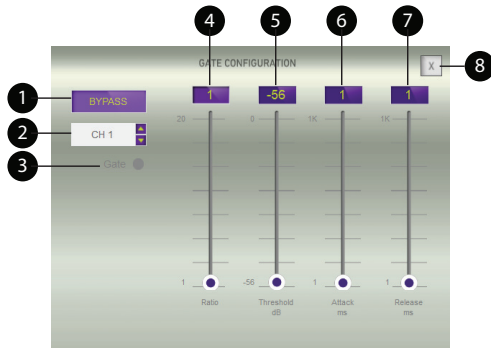 4 5 6 7
GATE CONFIGURATION
X 8
1 BYPASS 1 -56 1 1
2 CH 1 20 0 1K 1K
3 Gate
1 -56 1 1
Ratio Threshold Attack Release
dB ms ms